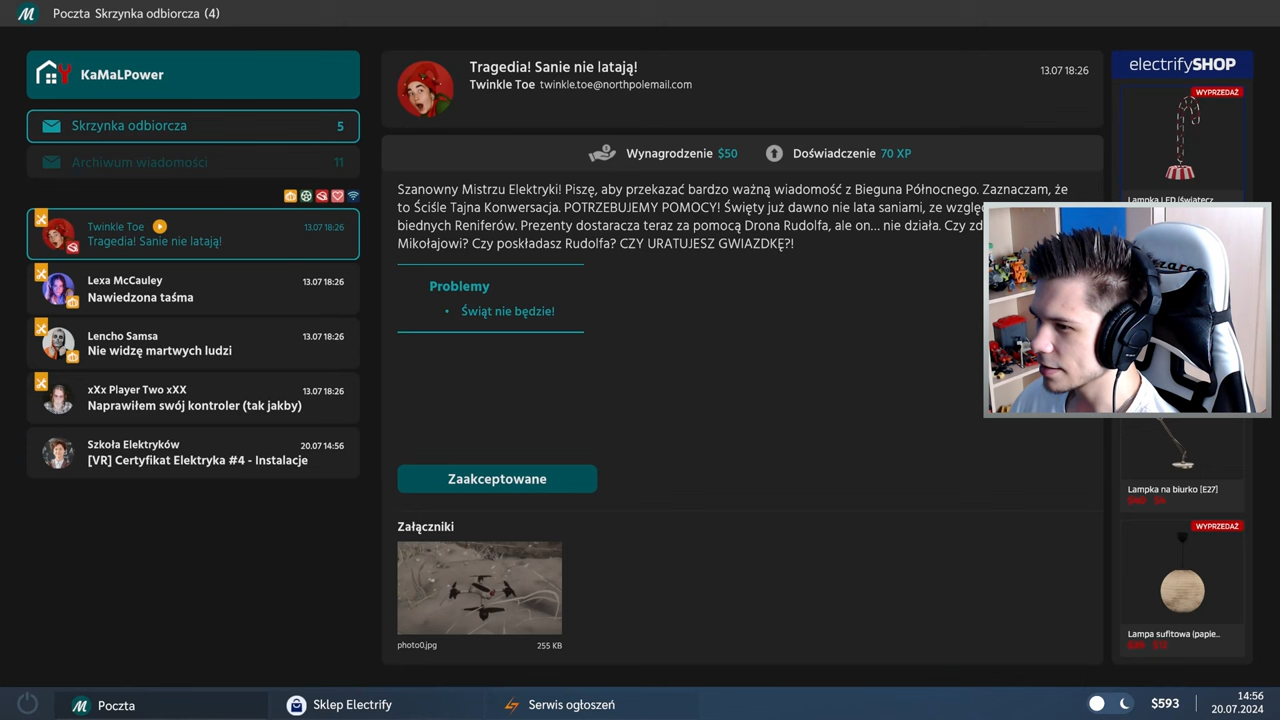 Poczta Skrzynka odbiorcza (4)
KaMaLPower
Skrzynka odbiorcza 5
Archiwum wiadomości 11
Twinkle Toe 13.07 18:26
Tragedia! Sanie nie latają!
Lexa McCauley 13.07 18:26
Nawiedzona taśma
Lencho Samsa 13.07 18:26
Nie widzę martwych ludzi
xXx Player Two xXX 13.07 18:26
Naprawiłem swój kontroler (tak jakby)
Szkoła Elektryków 20.07 14:56
[VR] Certyfikat Elektryka #4 - Instalacje
Tragedia! Sanie nie latają! 13.07 18:26
Twinkle Toe twinkle.toe@northpolemail.com
Wynagrodzenie $50 Doświadczenie 70 XP
Szanowny Mistrzu Elektryki! Piszę, aby przekazać bardzo ważną wiadomość z Bieguna Północnego. Zaznaczam, że
to Ściśle Tajna Konwersacja. POTRZEBUJEMY POMOCY! Święty już dawno nie lata saniami, ze
biednych Reniferów. Prezenty dostaracza teraz za pomocą Drona Rudolfa, ale on... nie działa. Czy
Mikołajowi? Czy poskładasz Rudolfa? CZY URATUJESZ GWIAZDKĘ?!
Problemy
• Świąt nie będzie!
Zaakceptowane
Załączniki
photo0.jpg 255 KB
electrifySHOP
WYPRZEDAŻ
Lampka LED
Lampka na biurko [E27]
WYPRZEDAŻ
Lampa sufitowa (papie...
$12
Poczta
Sklep Electrify
Serwis ogłoszeń
$593
14:56
20.07.2024